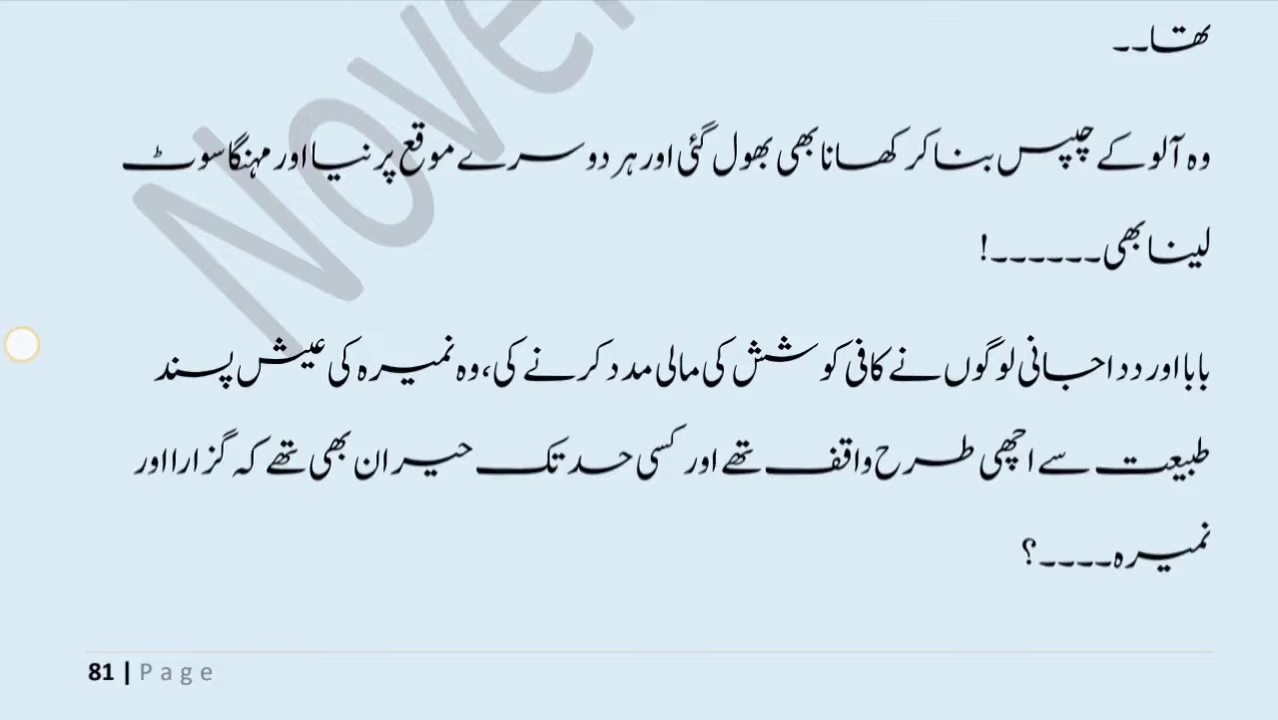 تھا۔۔
وہ آلو کے چپس بنا کر کھانا بھی بھول گئی اور ہر دوسرے موقع پر نیا اور مہنگا سوٹ
لینا بھی۔۔۔۔۔۔!
بابا اور ددا جانی لوگوں نے کافی کوشش کی مالی مدد کرنے کی، وہ نمیرہ کی عیش پسند
طبیعت سے اچھی طرح واقف تھے اور کسی حد تک حیران بھی تھے کہ گزارا اور
نمیرہ۔۔۔۔؟
81 | Page
Nove